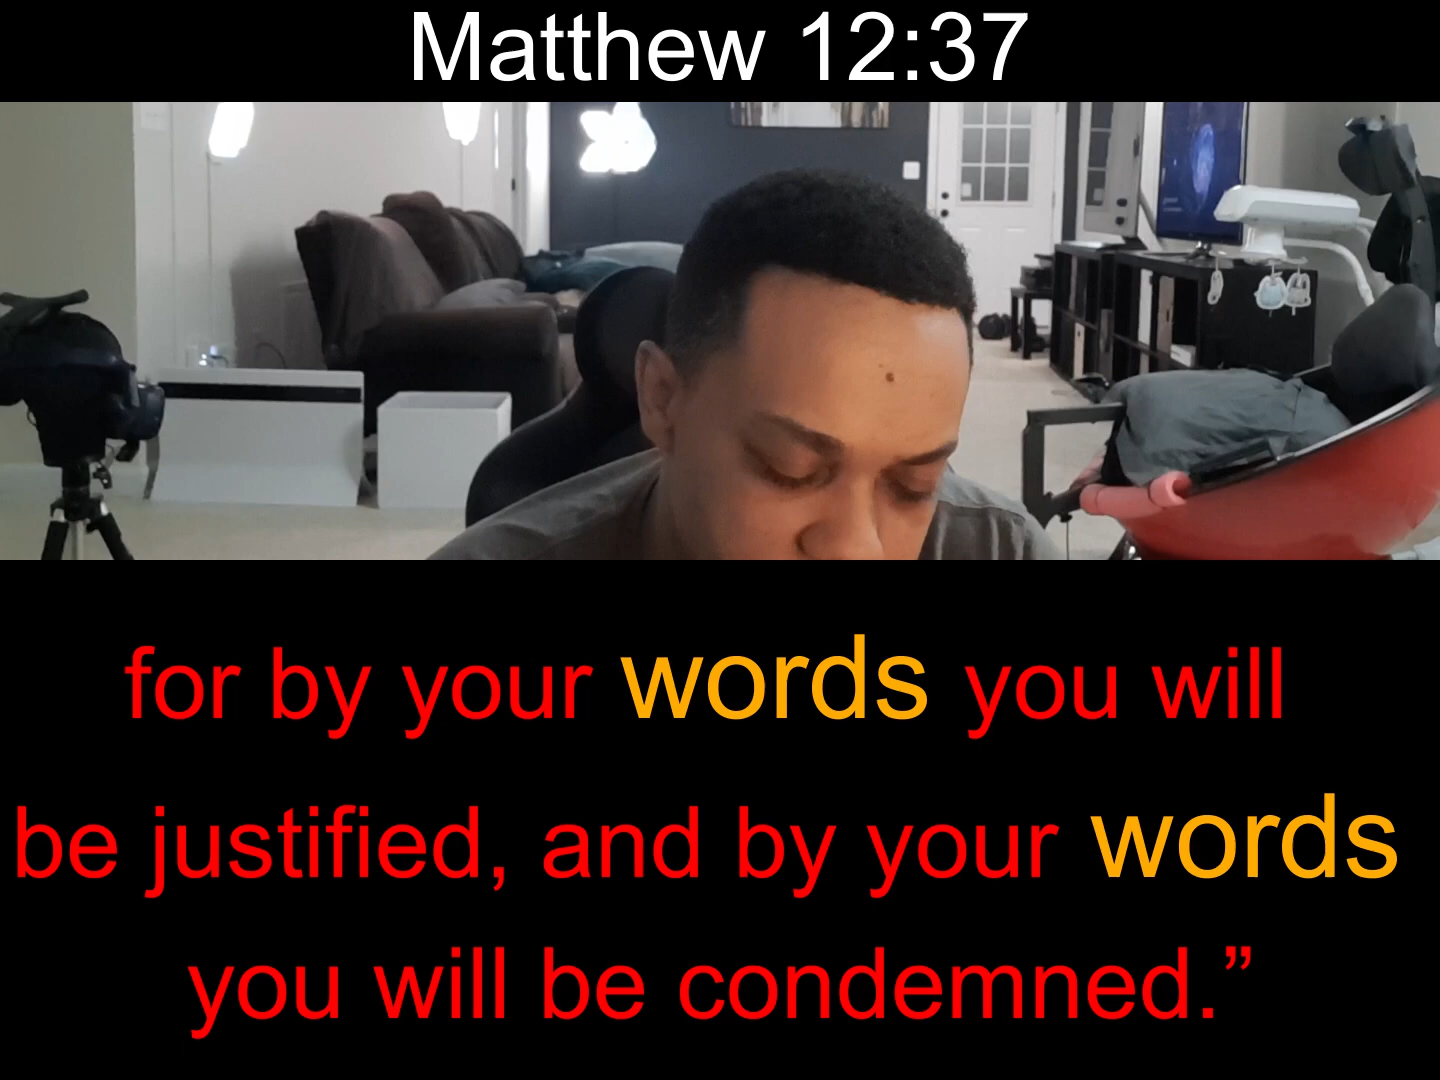 Matthew 12:37
for by your words you will
be justified, and by your words
you will be condemned.”